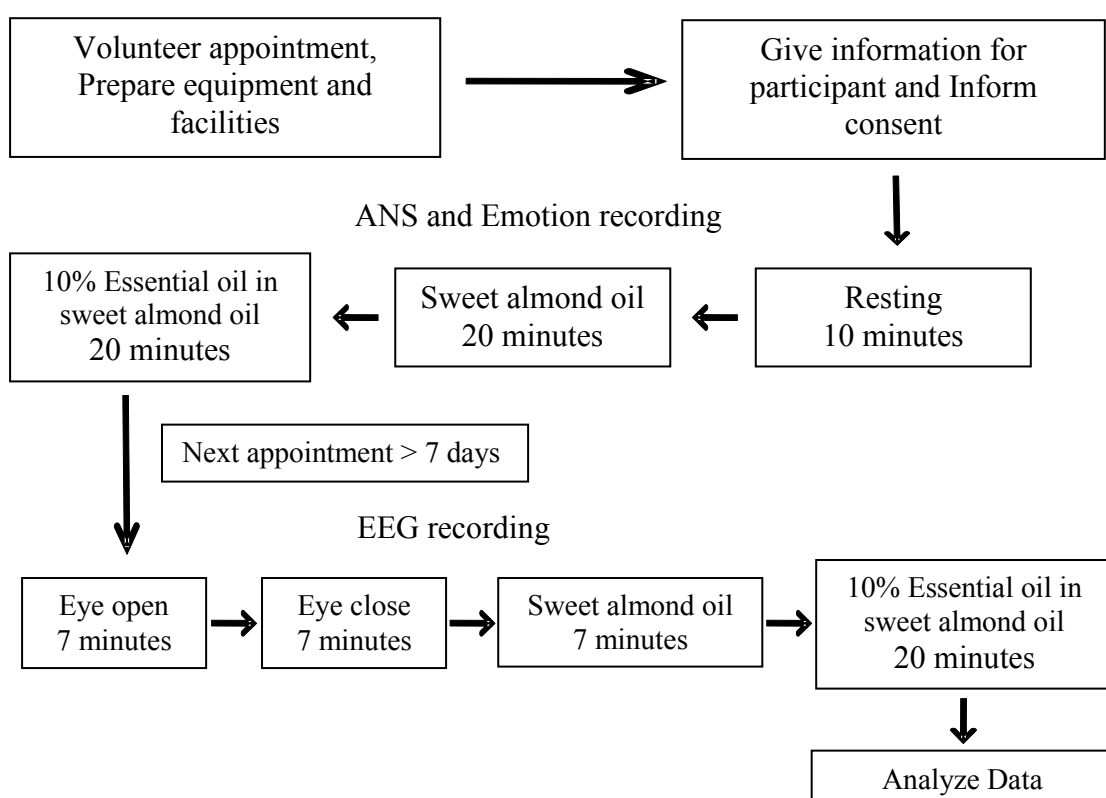 Volunteer appointment,
Prepare equipment and
facilities
Give information for
participant and Inform
consent
ANS and Emotion recording
Resting
10 minutes
Sweet almond oil
20 minutes
10% Essential oil in
sweet almond oil
20 minutes
Next appointment > 7 days
EEG recording
Eye open
7 minutes
Eye close
7 minutes
Sweet almond oil
7 minutes
10% Essential oil in
sweet almond oil
20 minutes
Analyze Data